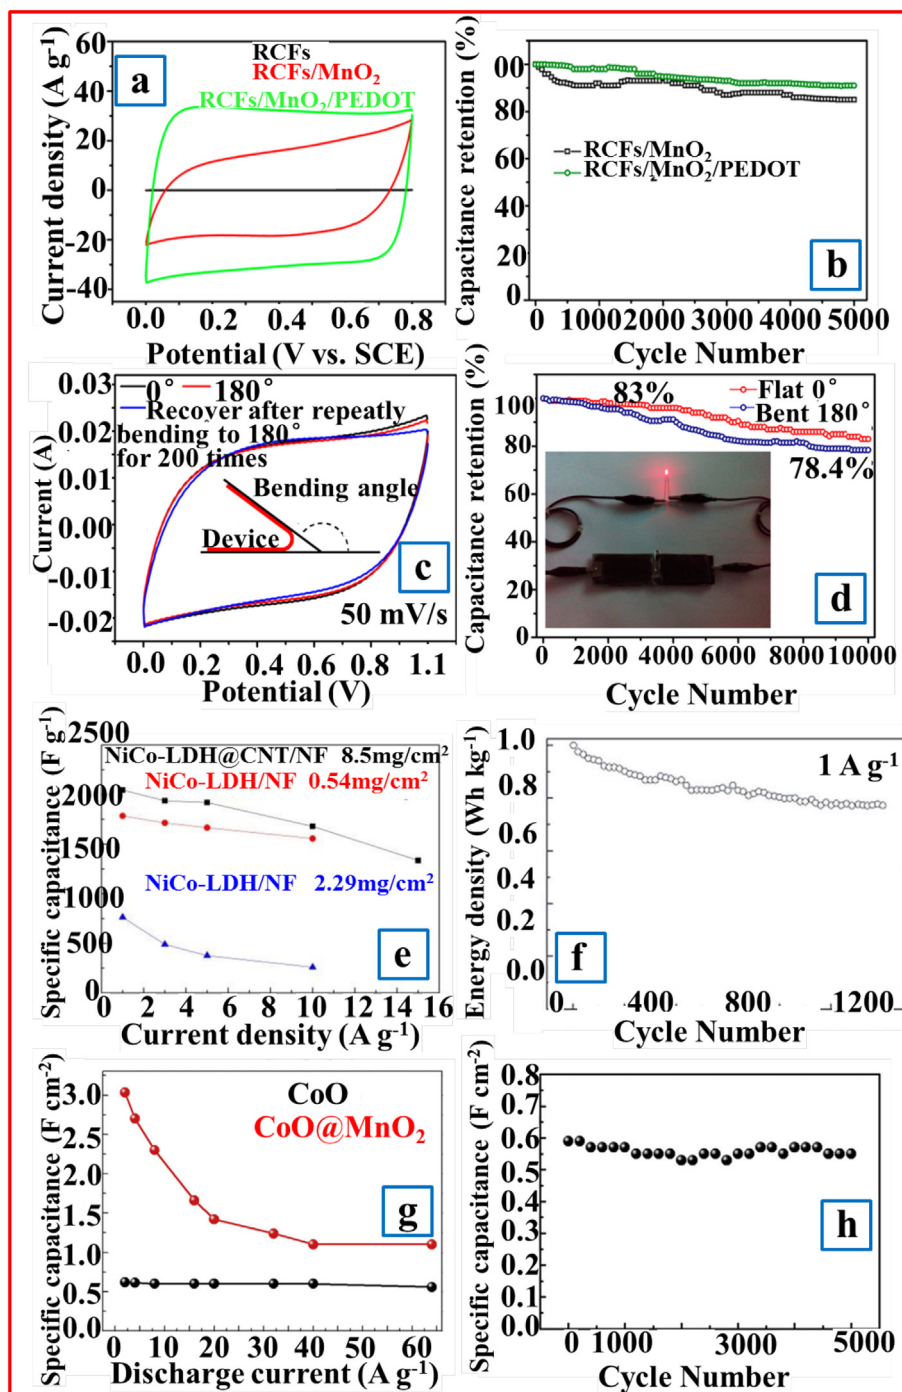 60
40
20
0
-20
-40
Current density (A g⁻¹)
a
RCFs
RCFs/MnO₂
RCFs/MnO₂/PEDOT
0.0 0.2 0.4 0.6 0.8
Potential (V vs. SCE)
Capacitance retention (%)
00
80
60
40
20
0
RCFs/MnO₂
RCFs/MnO₂/PEDOT
b
0 1000 2000 3000 4000 5000
Cycle Number
0.03
0.02
0.01
0.00
-0.01
-0.02
Current (A)
0° 180°
Recover after repeatly
bending to 180°
for 200 times
Bending angle
Device
c
50 mV/s
0.0 0.2 0.4 0.6 0.8 1.1
Potential (V)
Capacitance retention (%)
100
80
60
40
20
0
83%
Flat 0°
Bent 180°
78.4%
d
0 2000 4000 6000 8000 10000
Cycle Number
2500
2000
1500
1000
500
0
Specific capacitance (F g⁻¹)
NiCo-LDH@CNT/NF 8.5mg/cm²
NiCo-LDH/NF 0.54mg/cm²
NiCo-LDH/NF 2.29mg/cm²
e
0 2 4 6 8 10 12 14 16
Current density (A g⁻¹)
Energy density (Wh kg⁻¹)
1.0
0.8
0.6
0.4
0.2
0.0
1 A g⁻¹
f
0 400 800 1200
Cycle Number
Specific capacitance (F cm⁻²)
3.0
2.5
2.0
1.5
1.0
0.5
0.0
CoO
CoO@MnO₂
g
0 10 20 30 40 50 60
Discharge current (A g⁻¹)
Specific capacitance (F cm⁻²)
0.8
0.7
0.6
0.5
0.4
0.3
0.2
0.1
0.0
h
0 1000 3000 5000
Cycle Number